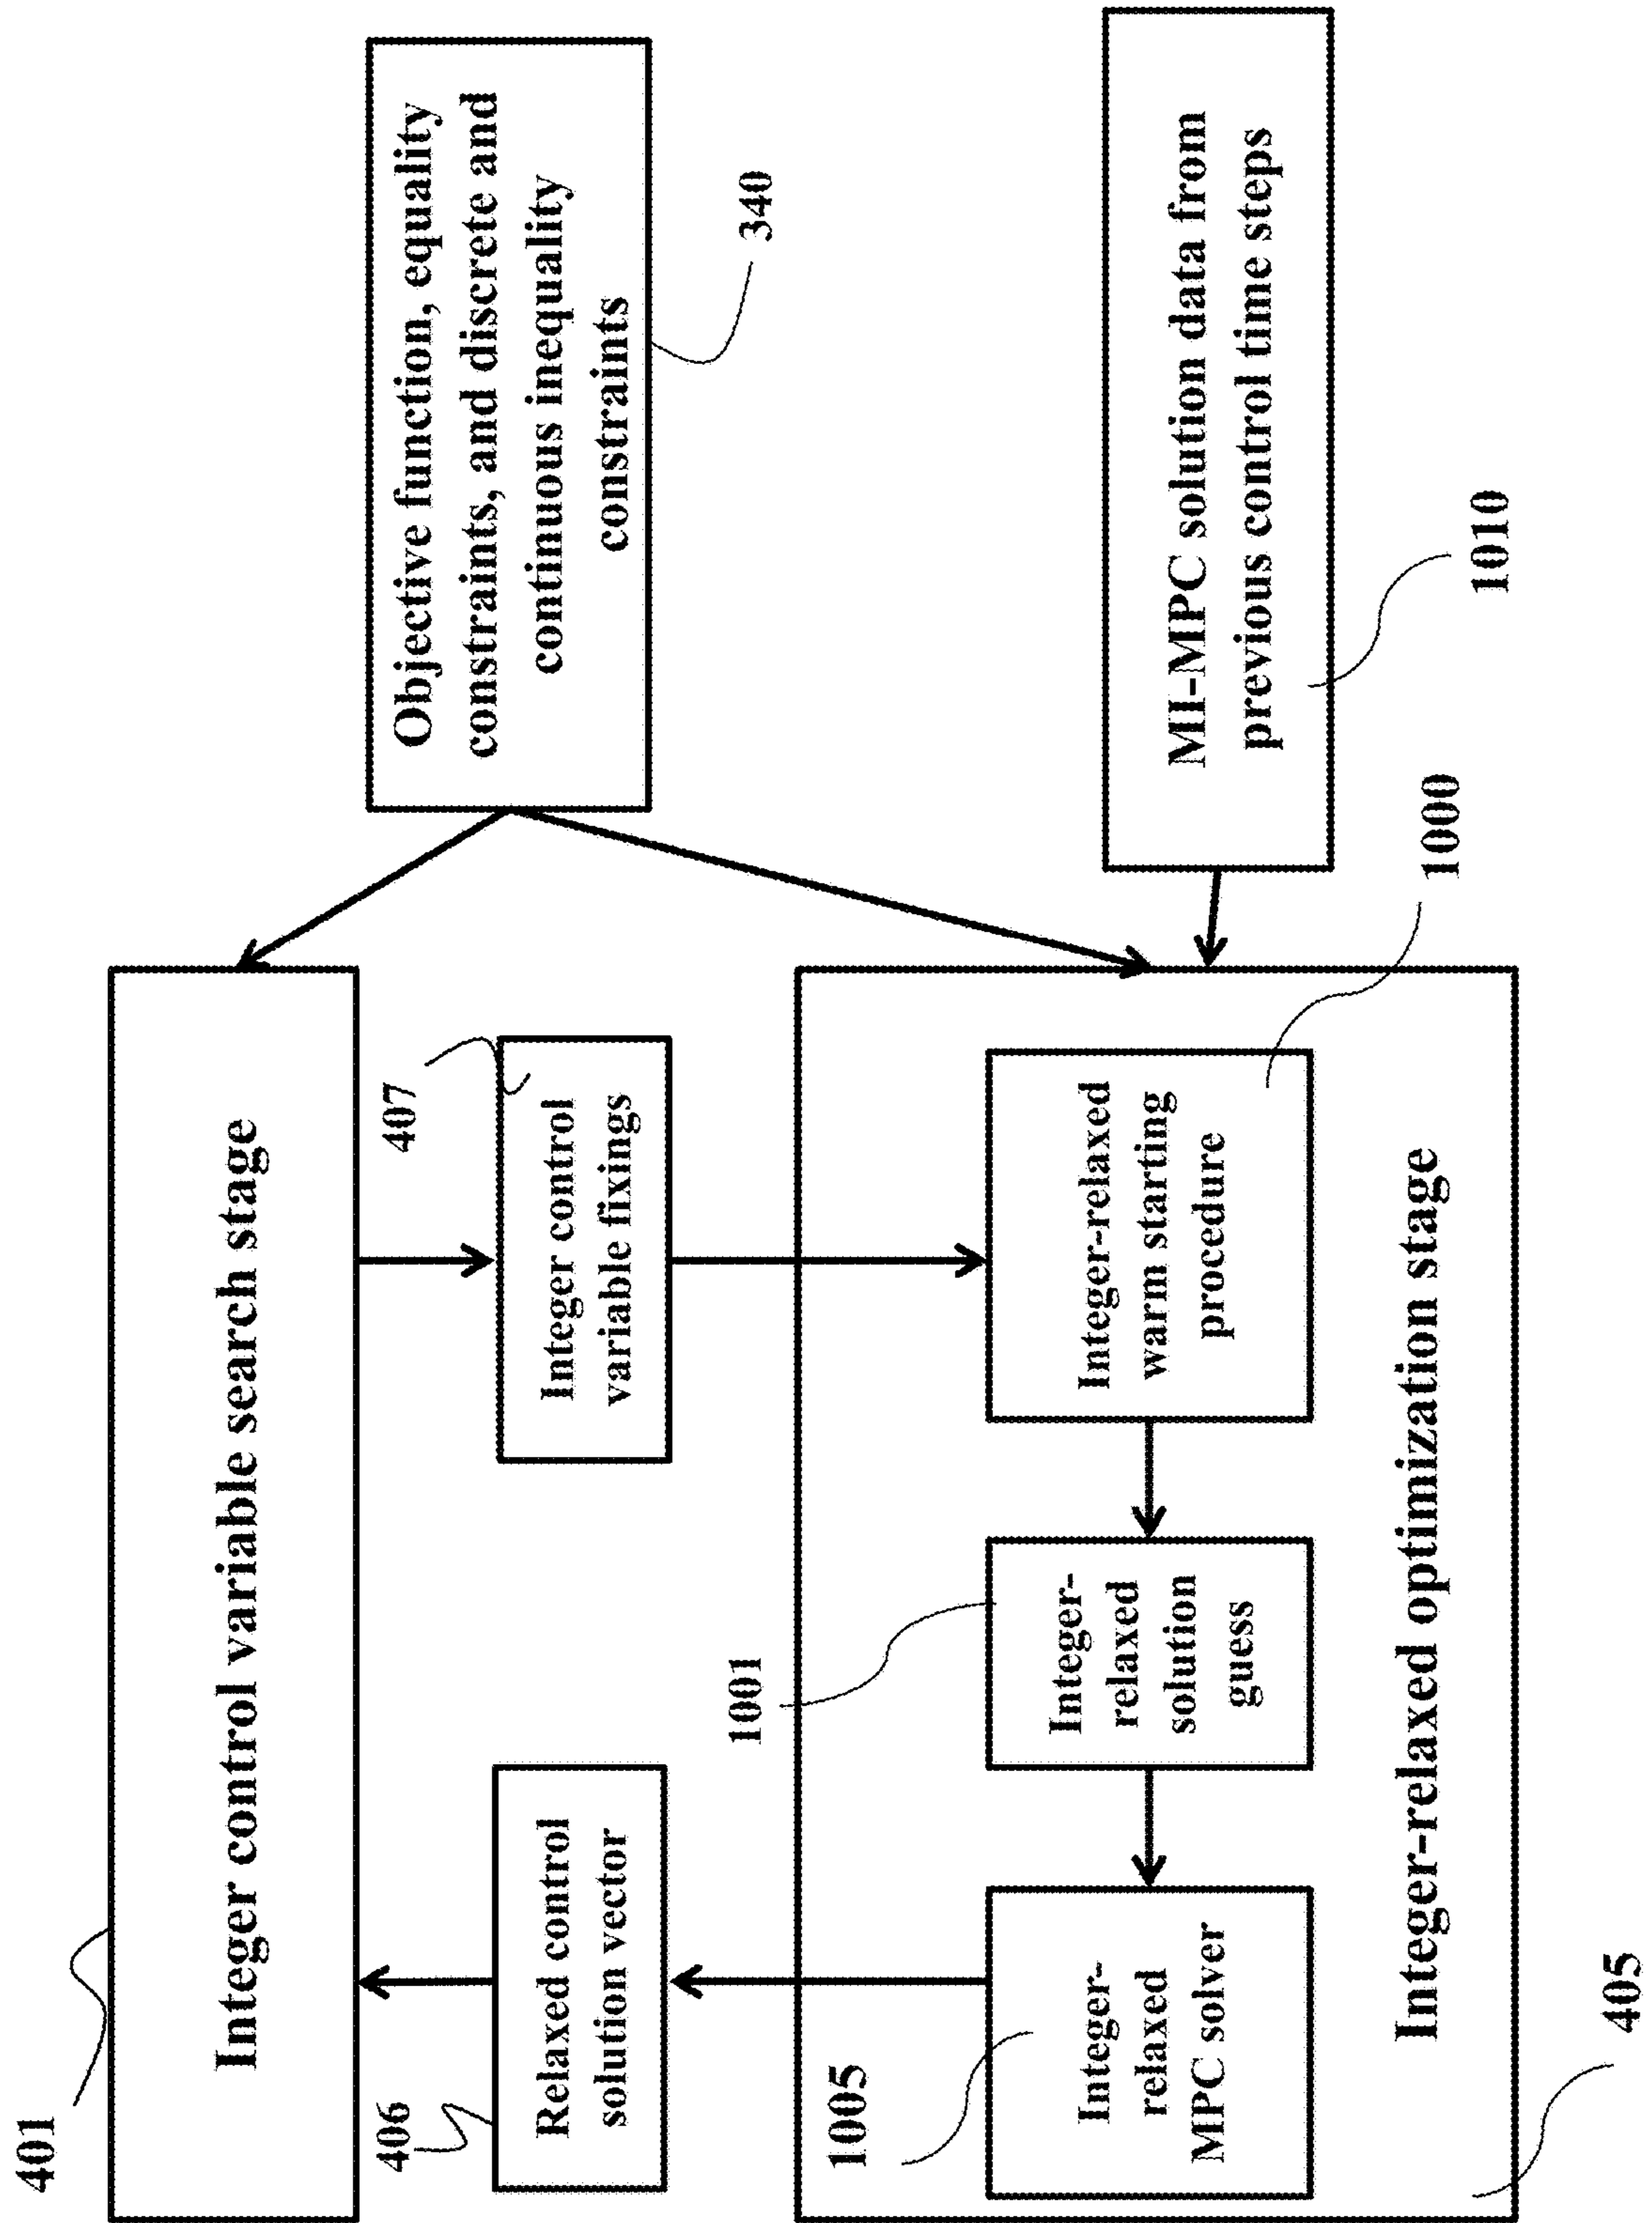 401
Integer control variable search stage
406
Relaxed control
solution vector
407
Integer control
variable fixings
Objective function, equality
constraints, and discrete and
continuous inequality
constraints
340
1005
Integer-
relaxed
MPC solver
1001
Integer-
relaxed
solution
guess
Integer-relaxed
warm starting
procedure
1000
MI-MPC solution data from
previous control time steps
1010
Integer-relaxed optimization stage
405